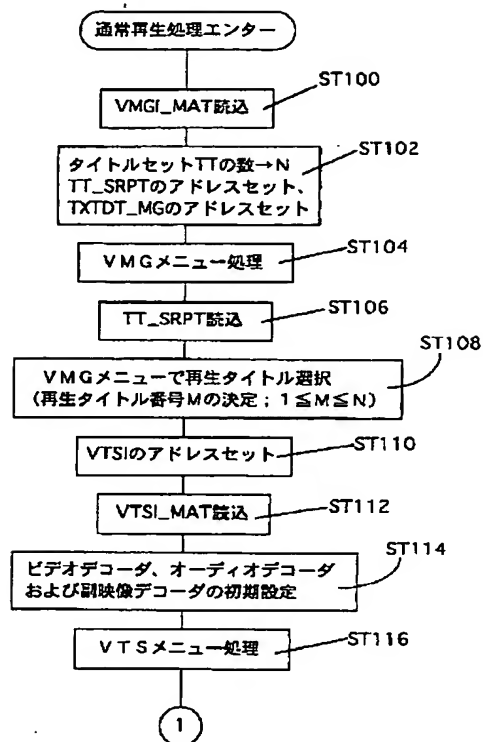 通常再生処理エンター
ST100
VMGI_MAT読込
ST102
タイトルセットTTの数→N
TT_SRPTのアドレスセット、
TXTDT_MGのアドレスセット
ST104
VMGメニュー処理
ST106
TT_SRPT読込
ST108
VMGメニューで再生タイトル選択
(再生タイトル番号Mの決定;1≦M≦N)
ST110
VTSIのアドレスセット
ST112
VTSI_MAT読込
ST114
ビデオデコーダ、オーディオデコーダ
および副映像デコーダの初期設定
ST116
VTSメニュー処理
1